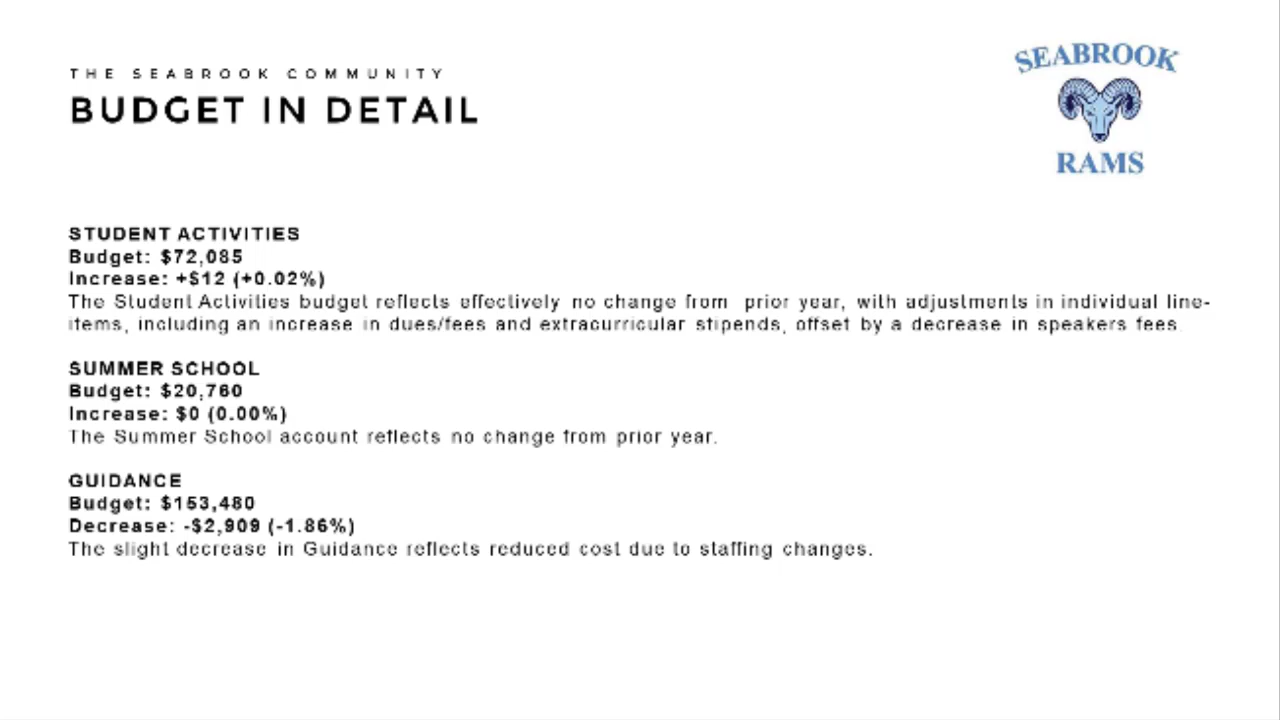 THE SEABROOK COMMUNITY
BUDGET IN DETAIL
SEABROOK
RAMS
STUDENT ACTIVITIES
Budget: $72,085
Increase: +$12 (+0.02%)
The Student Activities budget reflects effectively no change from prior year, with adjustments in individual line-
items, including an increase in dues/fees and extracurricular stipends, offset by a decrease in speakers fees.
SUMMER SCHOOL
Budget: $20,760
Increase: $0 (0.00%)
The Summer School account reflects no change from prior year.
GUIDANCE
Budget: $153,480
Decrease: -$2,909 (-1.86%)
The slight decrease in Guidance reflects reduced cost due to staffing changes.